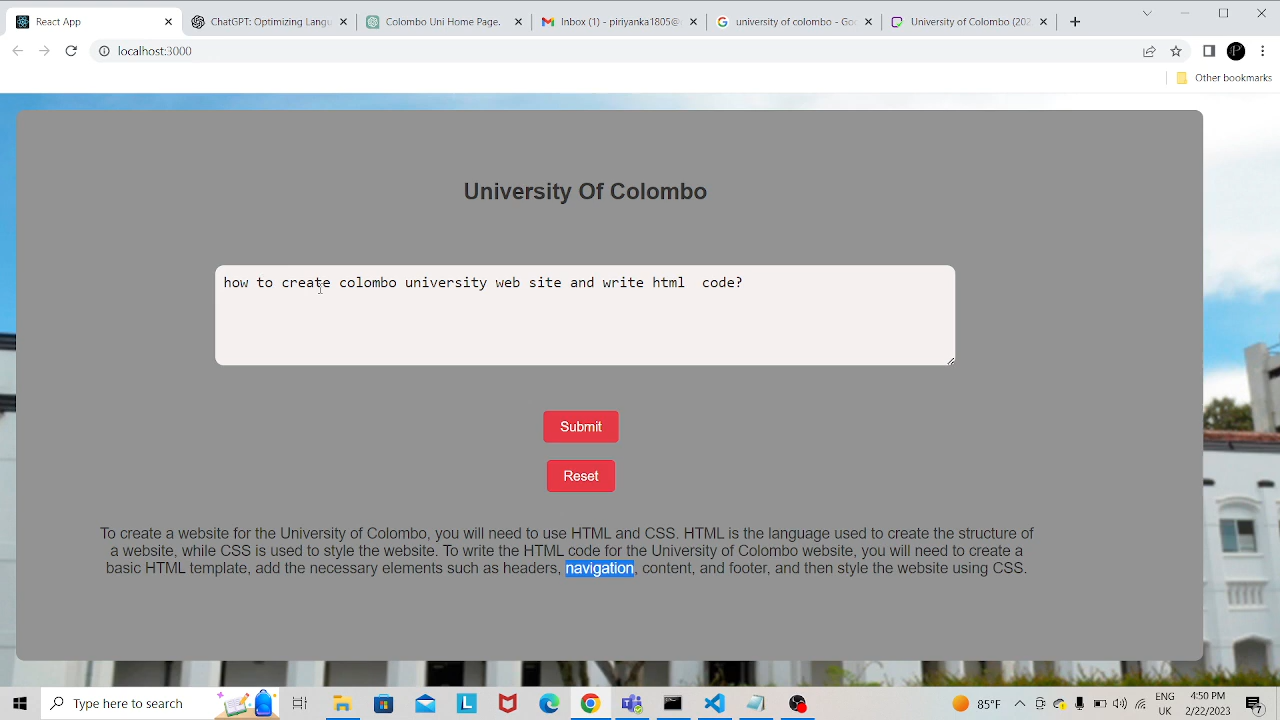 React App
ChatGPT: Optimizing Langu
Colombo Uni Home Page.
Inbox (1) - piriyanka1805@
university of colombo - Goo
University of Colombo (202
localhost:3000
Other bookmarks
University Of Colombo
how to create colombo university web site and write html  code?
Submit
Reset
To create a website for the University of Colombo, you will need to use HTML and CSS. HTML is the language used to create the structure of
a website, while CSS is used to style the website. To write the HTML code for the University of Colombo website, you will need to create a
basic HTML template, add the necessary elements such as headers, navigation, content, and footer, and then style the website using CSS.
Type here to search
85°F
ENG
UK
4:50 PM
2/22/2023